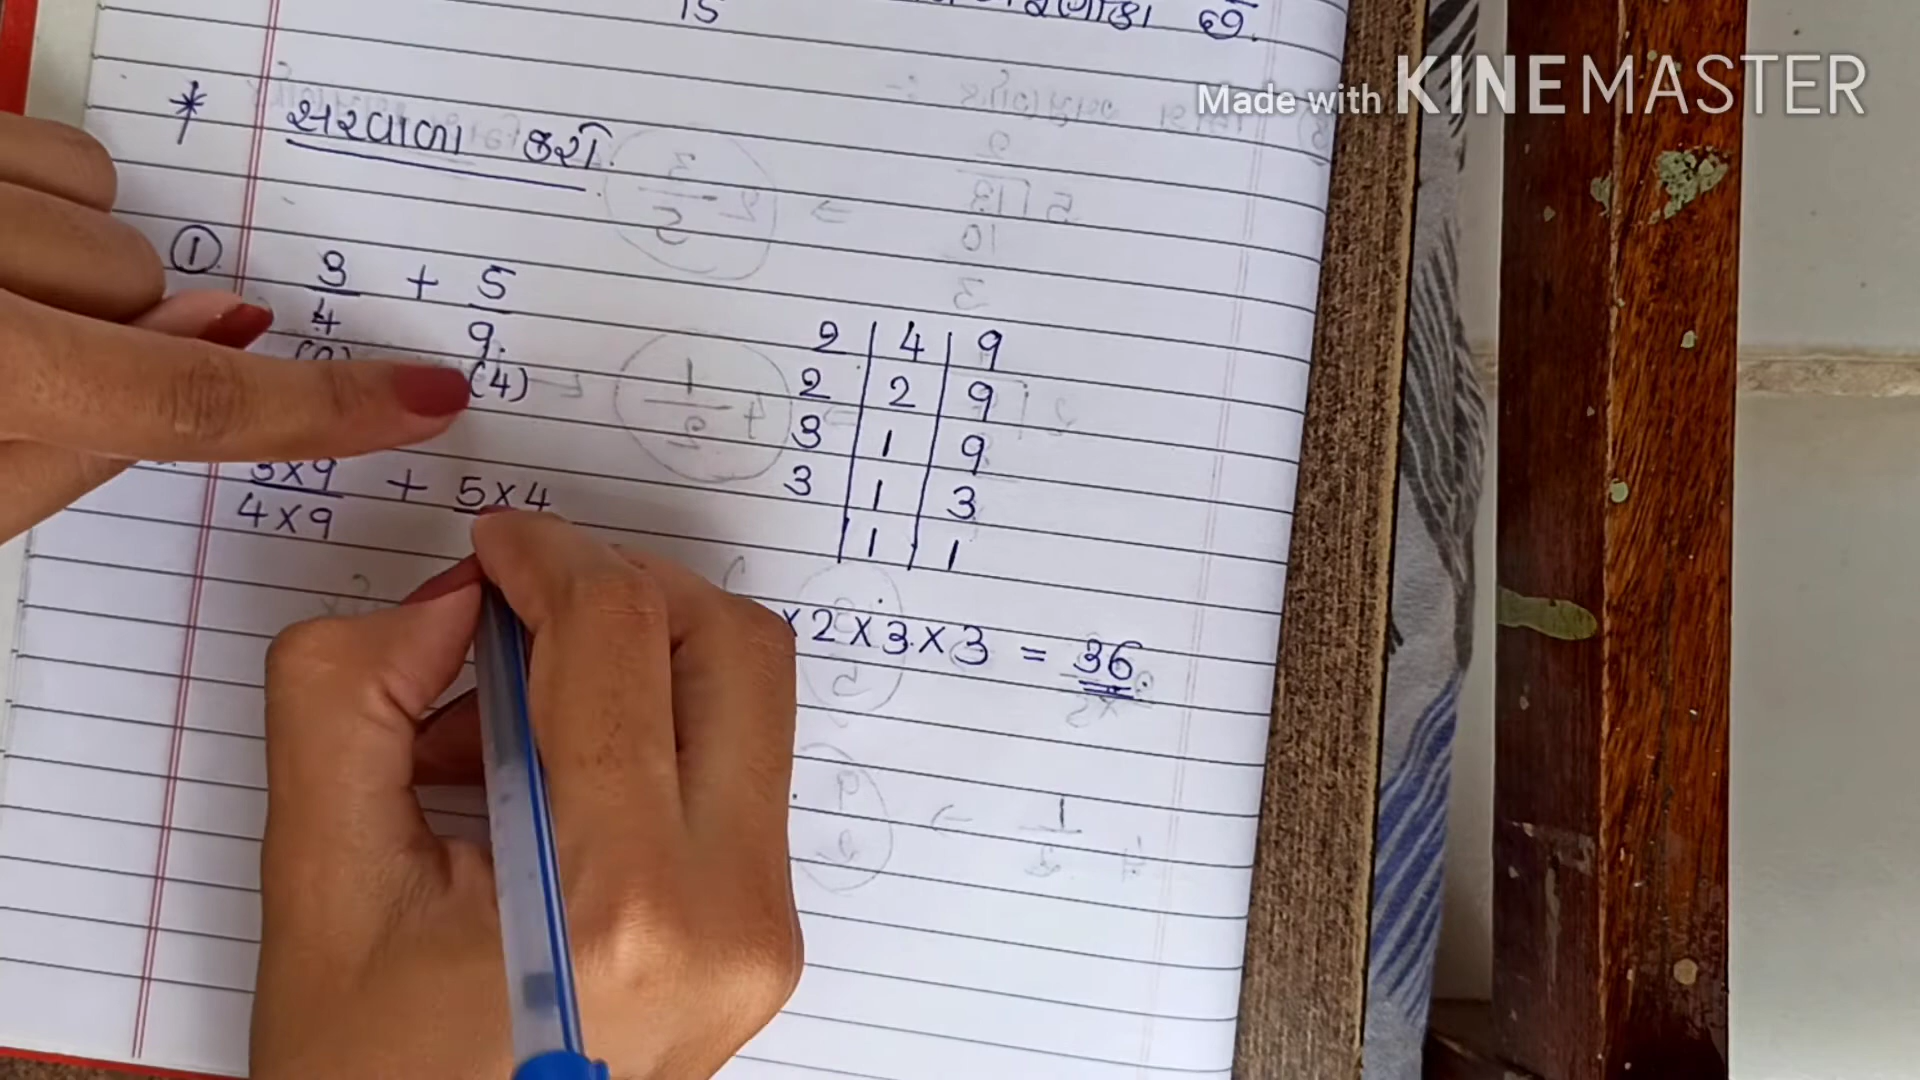 15 છે.
Made with KINEMASTER
* સરવાળા કરો.
① 3/4 + 5/9
(9) (4)
2 | 4 | 9
2 | 2 | 9
3 | 1 | 9
3 | 1 | 3
| 1 | 1
3×9/4×9 + 5×4
×2×3×3 = 36